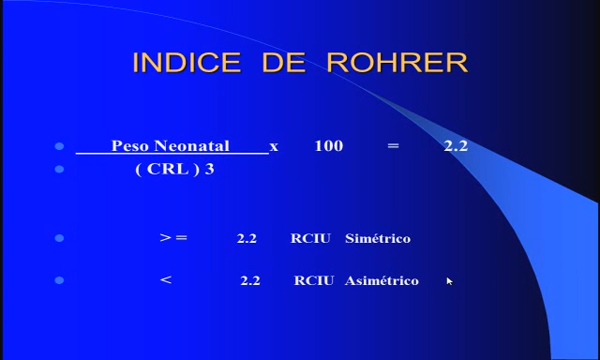 INDICE DE ROHRER
Peso Neonatal x 100 = 2.2
( CRL ) 3
>= 2.2 RCIU Simétrico
< 2.2 RCIU Asimétrico